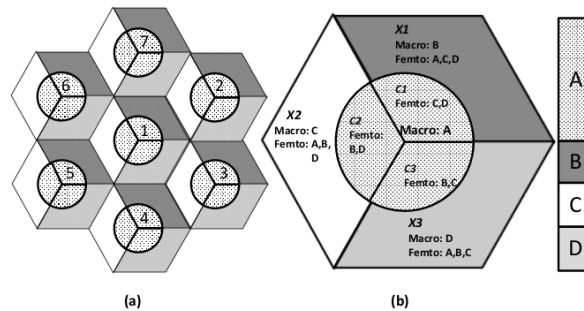 7
6
2
1
5
3
4
(a)
X1
Macro: B
Femto: A,C,D
C1
Femto: C,D
X2
Macro: C
Femto: A,B,
D
C2
Femto:
B,D
Macro: A
C3
Femto: B,C
X3
Macro: D
Femto: A,B,C
(b)
A
B
C
D